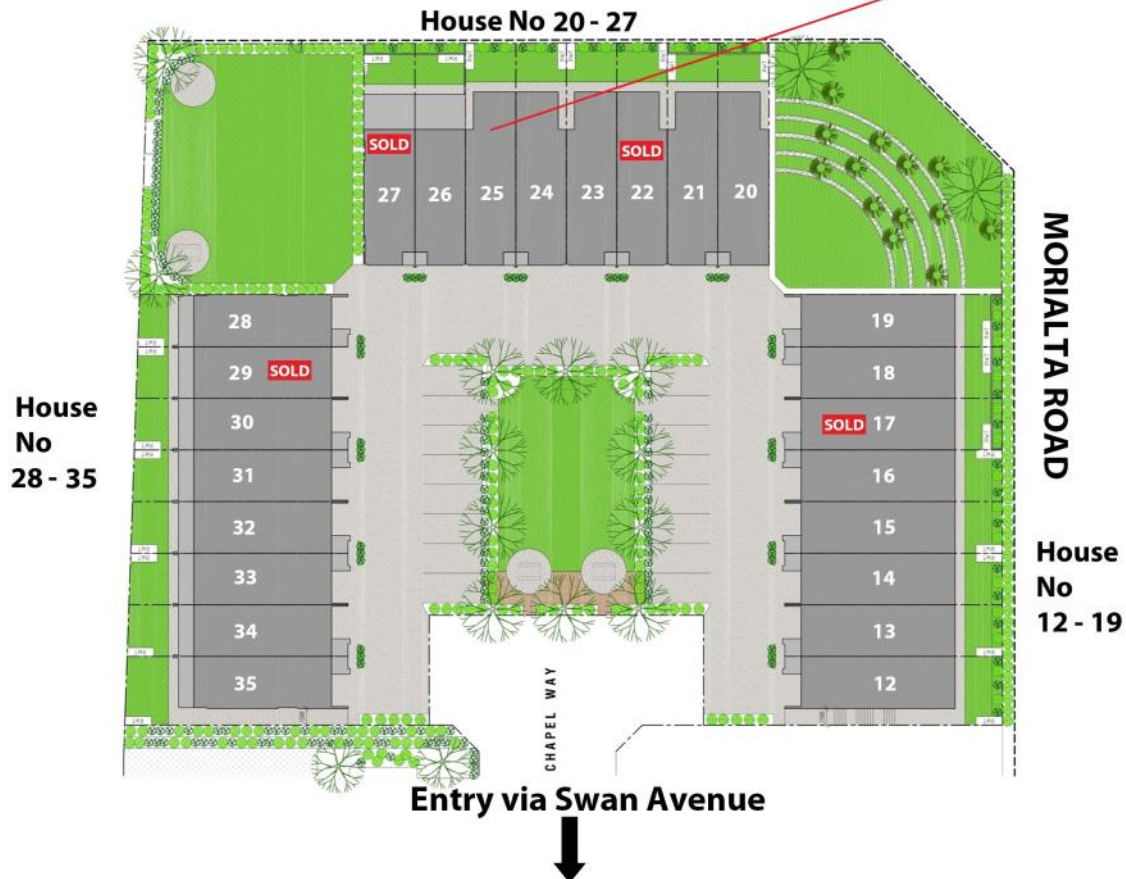 House No 20 - 27
SOLD
SOLD
27
26
25
24
23
22
21
20
28
29
SOLD
30
31
32
33
34
35
House
No
28 - 35
19
18
SOLD
17
16
15
14
13
12
MORIALTA ROAD
House
No
12 - 19
CHAPEL WAY
Entry via Swan Avenue